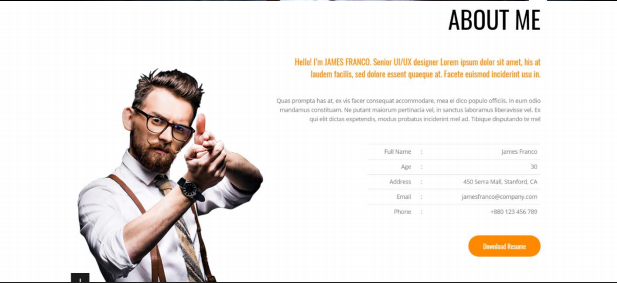 ABOUT ME
Hello! I'm JAMES FRANCO. Senior UI/UX designer Lorem ipsum dolor sit amet, his at
laudem facilis, sed dolore essent quaeque at. Facete euismod inciderint usu in.
Quas prompta has at, ex vis facer consequat accommodare, mea ei dico populo officiis. In eum odio
mandamus constituam. Ne putant maiorum pertinacia vel, in sanctus laboramus liberavisse vel. Ex
qui elit dictas expetendis, modus probatus inciderint mel ad. Tibique disputando te mel
Full Name : James Franco
Age : 30
Address : 450 Serra Mall, Stanford, CA
Email : jamesfranco@company.com
Phone : +880 123 456 789
Download Resume